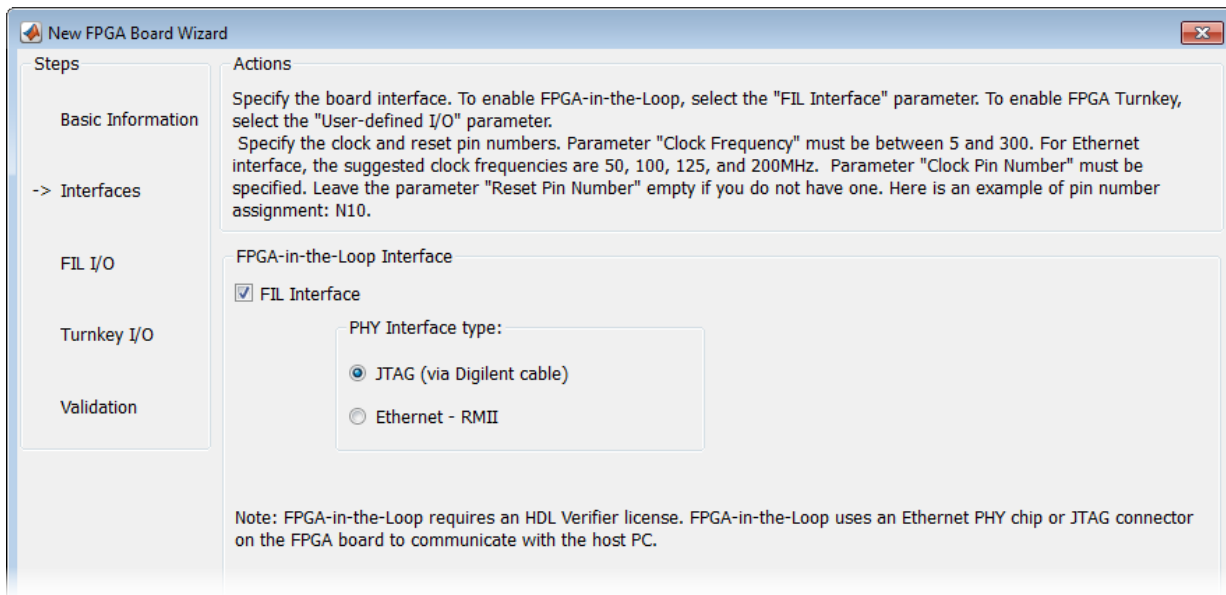 New FPGA Board Wizard
Steps
Basic Information
-> Interfaces
FIL I/O
Turnkey I/O
Validation
Actions
Specify the board interface. To enable FPGA-in-the-Loop, select the "FIL Interface" parameter. To enable FPGA Turnkey,
select the "User-defined I/O" parameter.
Specify the clock and reset pin numbers. Parameter "Clock Frequency" must be between 5 and 300. For Ethernet
interface, the suggested clock frequencies are 50, 100, 125, and 200MHz.  Parameter "Clock Pin Number" must be
specified. Leave the parameter "Reset Pin Number" empty if you do not have one. Here is an example of pin number
assignment: N10.
FPGA-in-the-Loop Interface
FIL Interface
PHY Interface type:
JTAG (via Digilent cable)
Ethernet - RMII
Note: FPGA-in-the-Loop requires an HDL Verifier license. FPGA-in-the-Loop uses an Ethernet PHY chip or JTAG connector
on the FPGA board to communicate with the host PC.